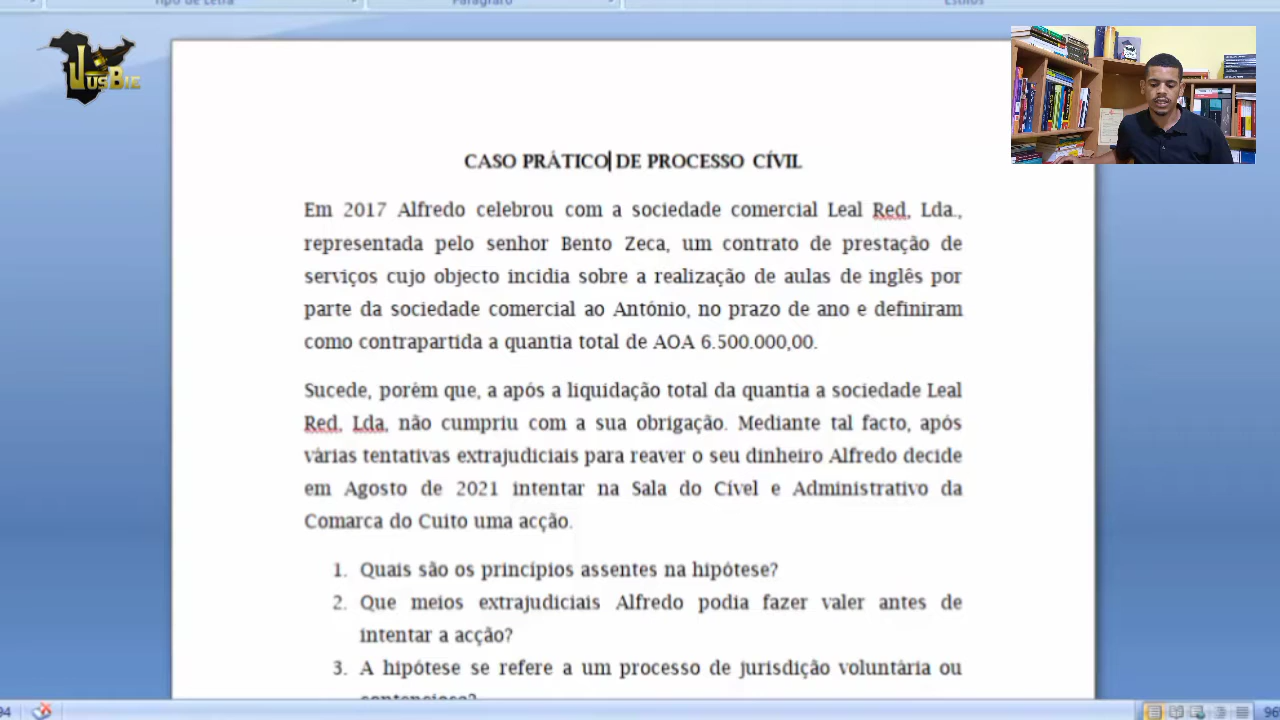 Tipo de Letra
Parágrafo
Estilos
JusBie
CASO PRÁTICO DE PROCESSO CÍVIL
Em 2017 Alfredo celebrou com a sociedade comercial Leal Red, Lda.,
representada pelo senhor Bento Zeca, um contrato de prestação de
serviços cujo objecto incidia sobre a realização de aulas de inglês por
parte da sociedade comercial ao António, no prazo de ano e definiram
como contrapartida a quantia total de AOA 6.500.000,00.
Sucede, porém que, a após a liquidação total da quantia a sociedade Leal
Red, Lda, não cumpriu com a sua obrigação. Mediante tal facto, após
várias tentativas extrajudiciais para reaver o seu dinheiro Alfredo decide
em Agosto de 2021 intentar na Sala do Cível e Administrativo da
Comarca do Cuito uma acção.
1. Quais são os princípios assentes na hipótese?
2. Que meios extrajudiciais Alfredo podia fazer valer antes de
intentar a acção?
3. A hipótese se refere a um processo de jurisdição voluntária ou